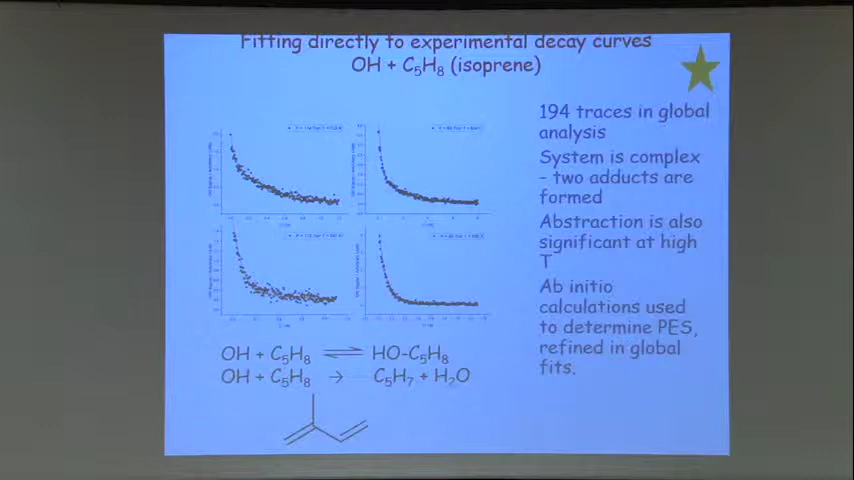 Fitting directly to experimental decay curves
OH + C₅H₈ (isoprene)
194 traces in global
analysis
System is complex
- two adducts are
formed
Abstraction is also
significant at high
T
Ab initio
calculations used
to determine PES,
refined in global
fits.
OH + C₅H₈ ⇌ HO-C₅H₈
OH + C₅H₈ → C₅H₇ + H₂O